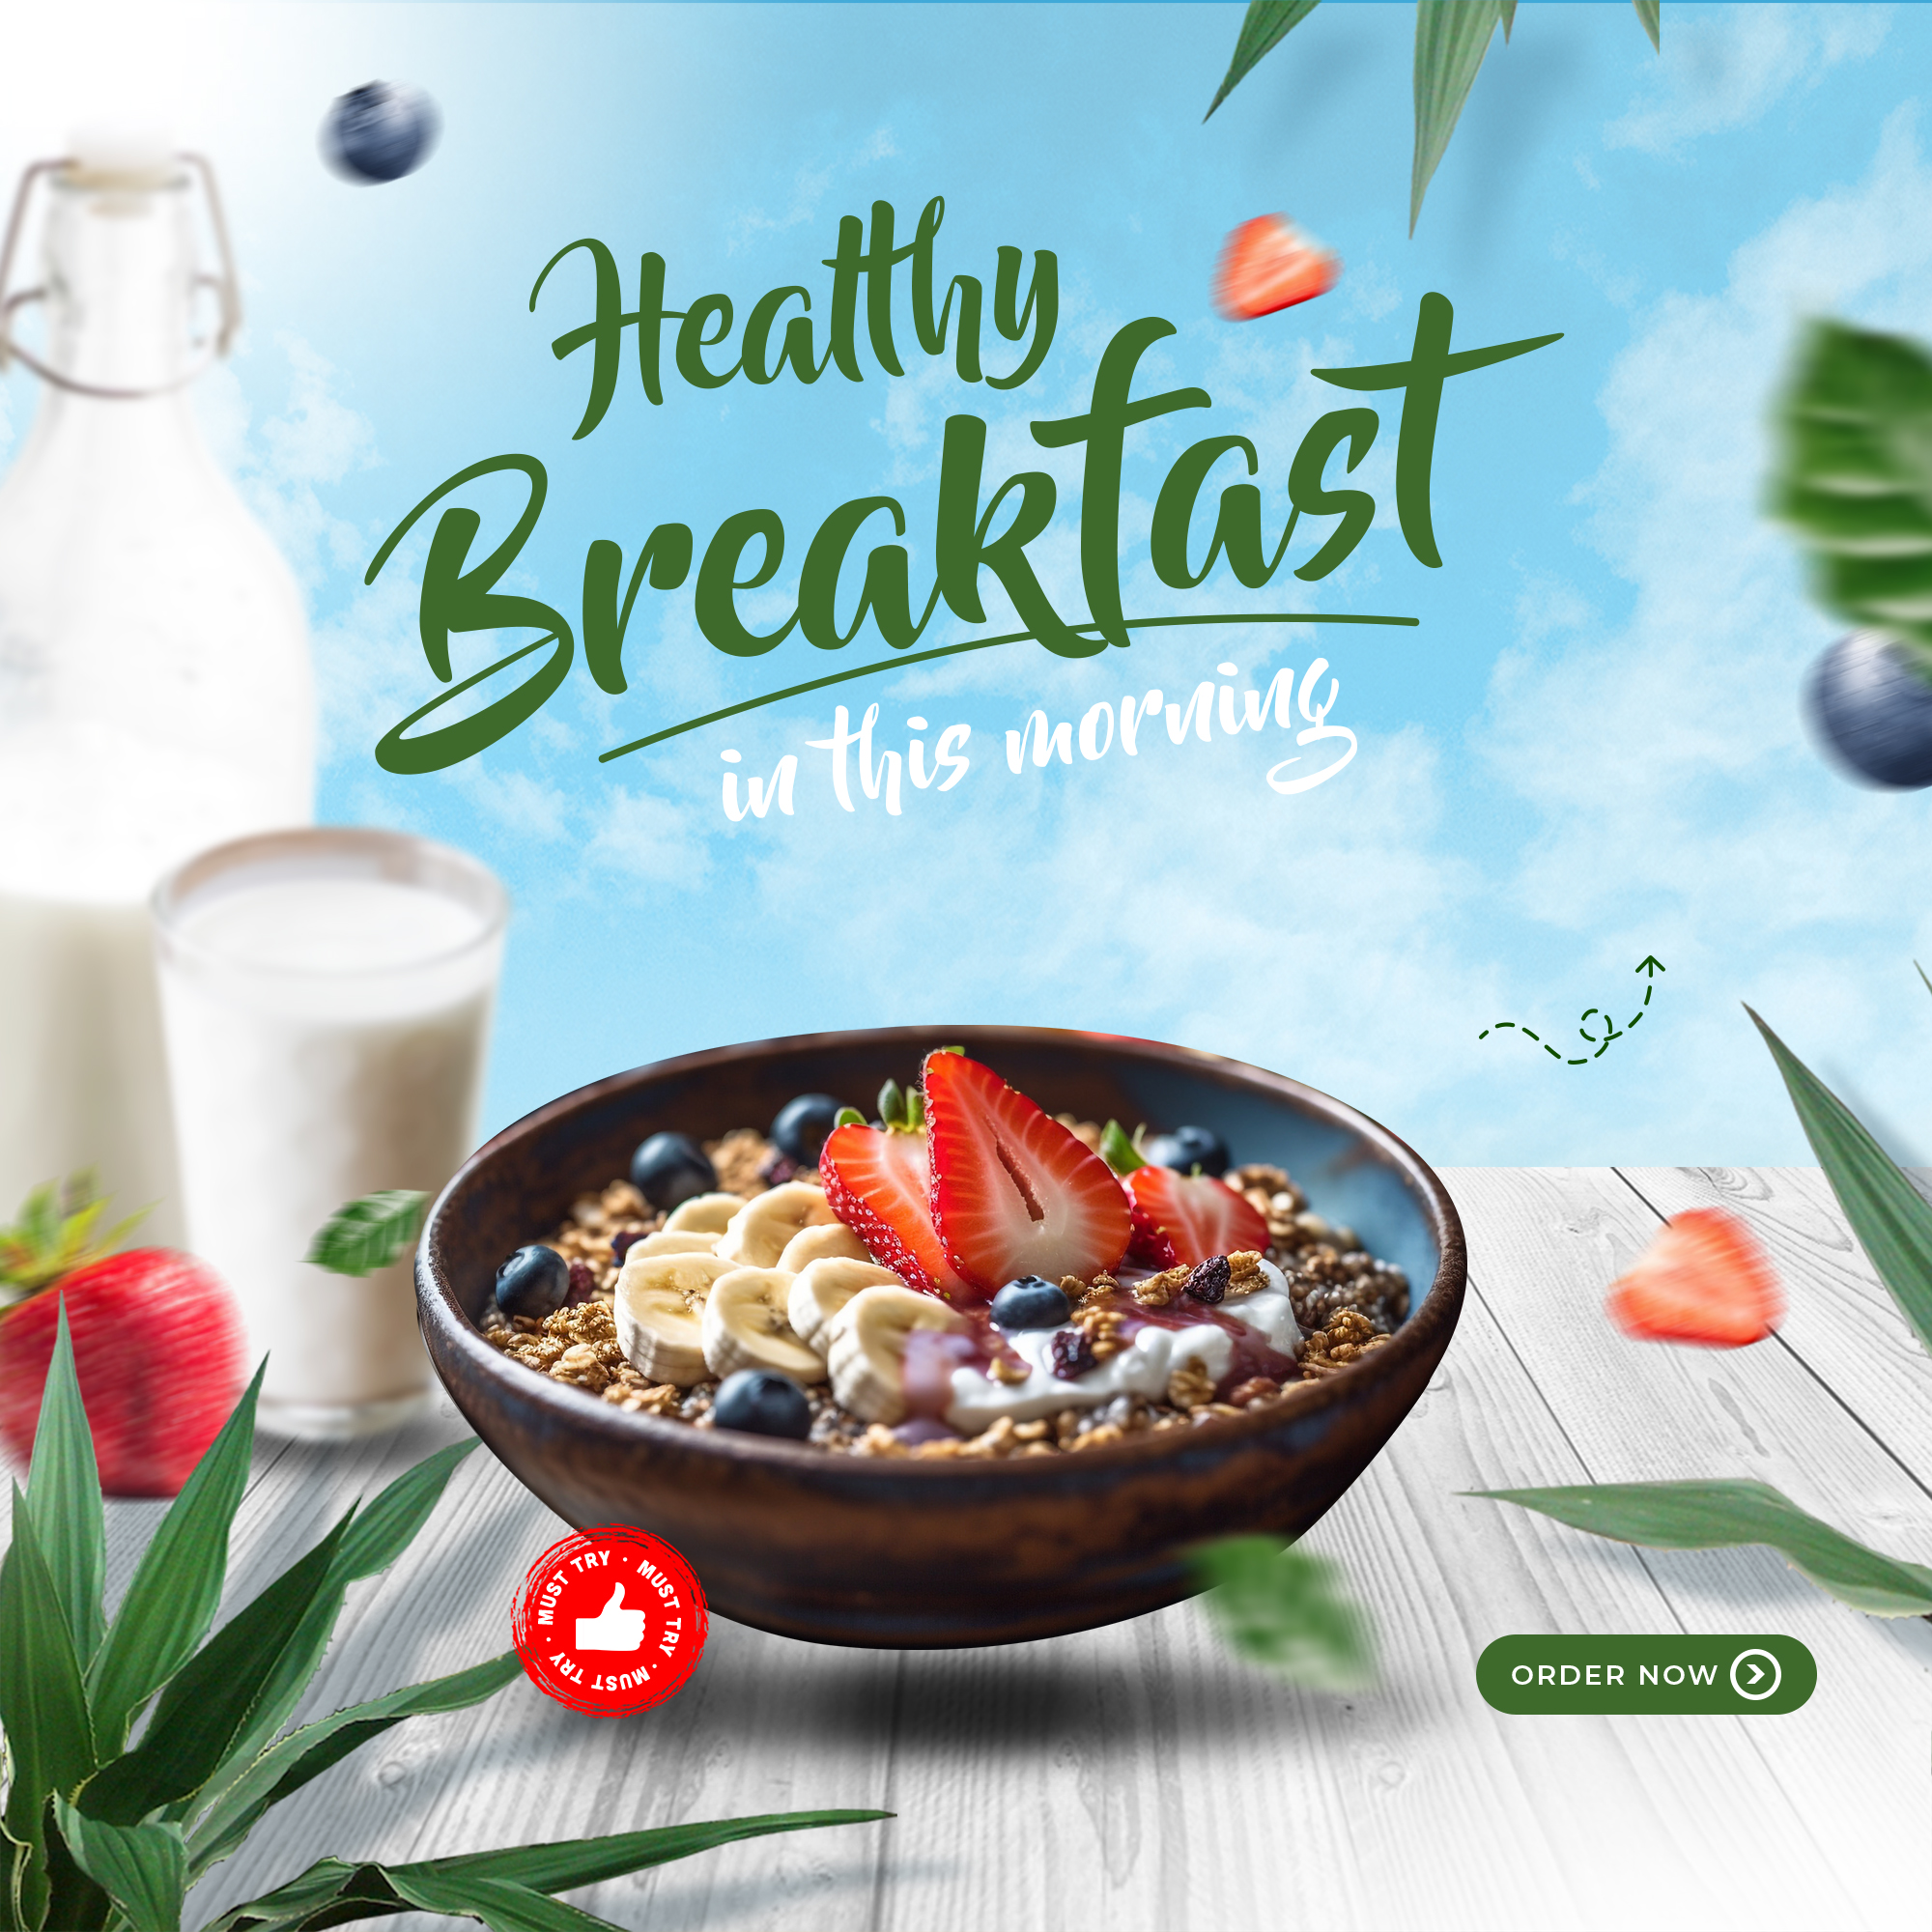 Healthy
Breakfast
in this morning
MUST TRY · MUST TRY · MUST TRY ·
ORDER NOW